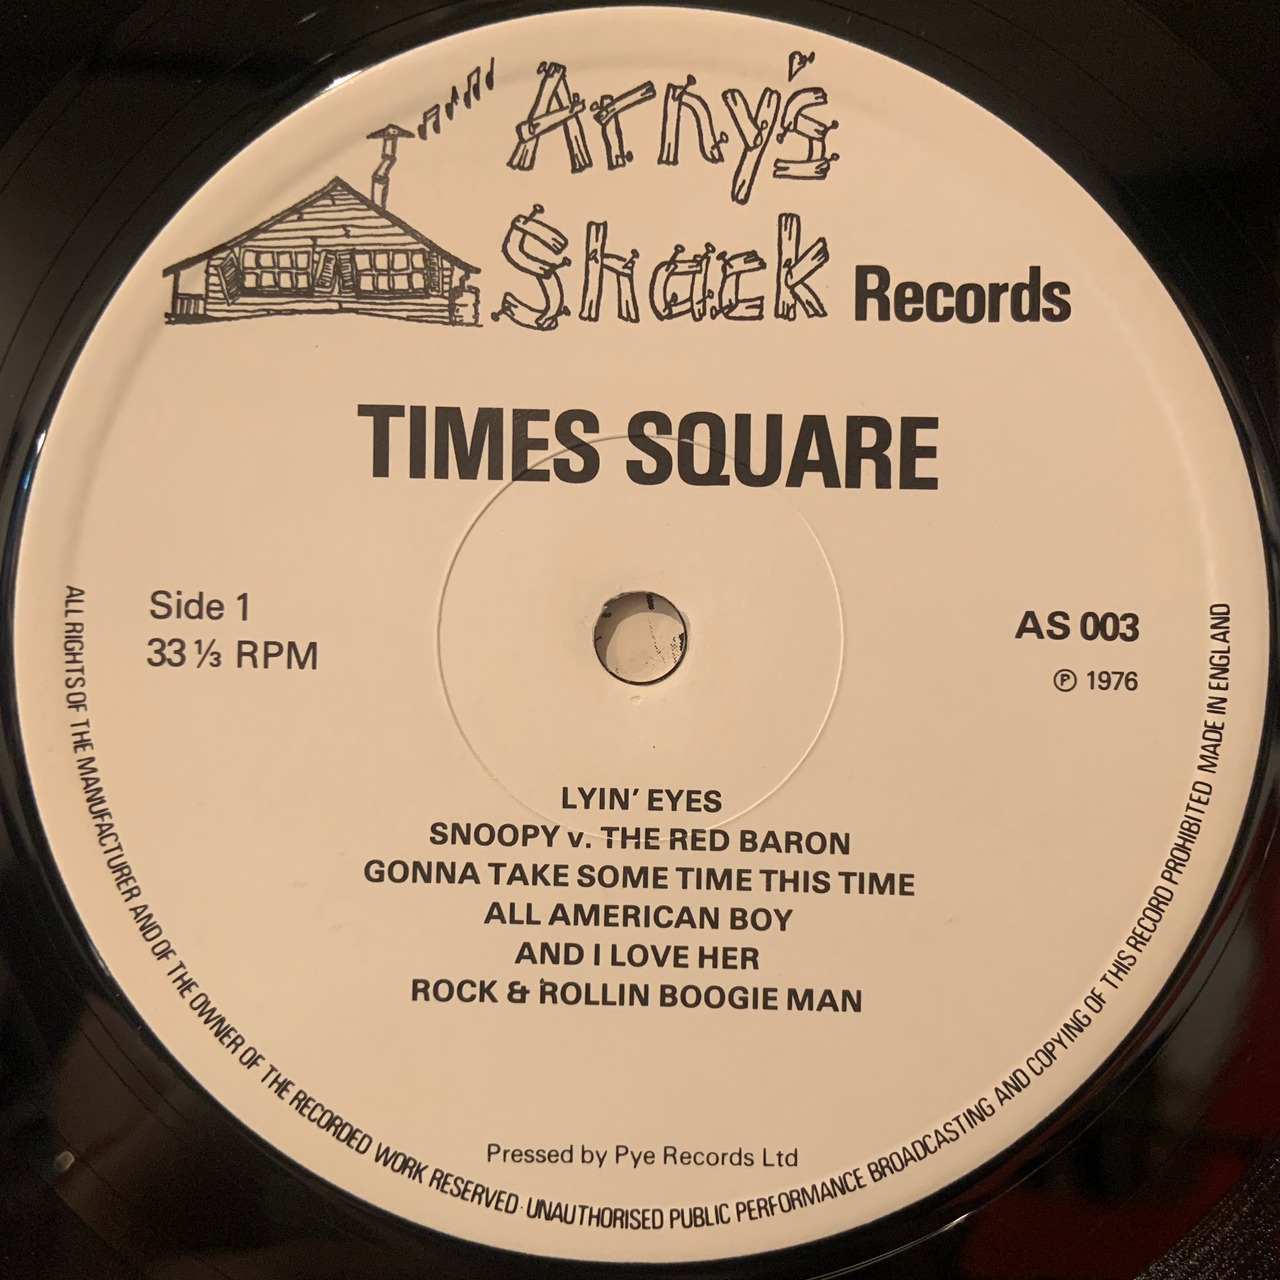 Arny's
Shack Records
TIMES SQUARE
Side 1
33 ⅓ RPM
AS 003
℗ 1976
LYIN' EYES
SNOOPY v. THE RED BARON
GONNA TAKE SOME TIME THIS TIME
ALL AMERICAN BOY
AND I LOVE HER
ROCK & ROLLIN BOOGIE MAN
Pressed by Pye Records Ltd
ALL RIGHTS OF THE MANUFACTURER AND OF THE OWNER OF THE RECORDED WORK RESERVED · UNAUTHORISED PUBLIC PERFORMANCE BROADCASTING AND COPYING OF THIS RECORD PROHIBITED MADE IN ENGLAND